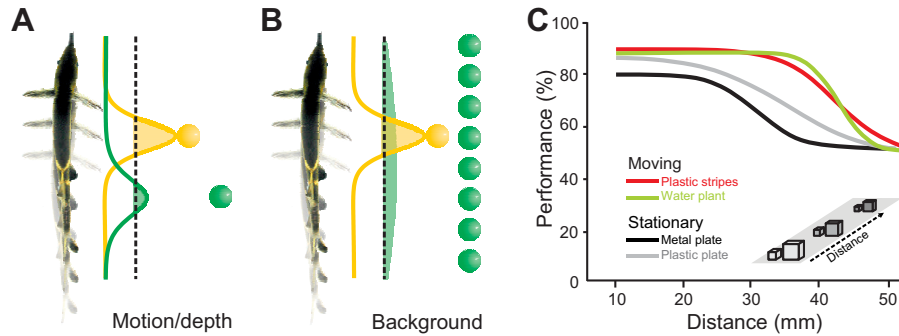 A
Motion/depth
B
Background
C
Performance (%)
100
80
60
40
20
0
Moving
Plastic stripes
Water plant
Stationary
Metal plate
Plastic plate
Distance
10
20
30
40
50
Distance (mm)